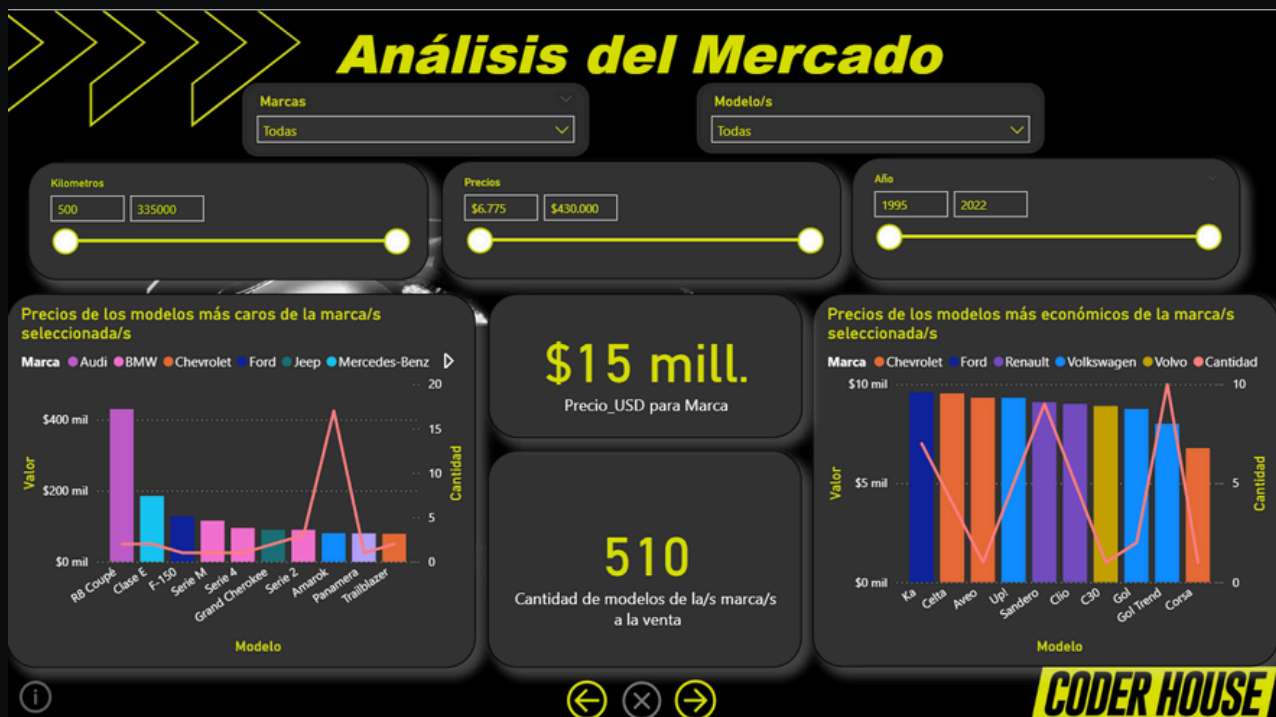 Análisis del Mercado
Marcas
Todas
Modelo/s
Todas
Kilometros
500
335000
Precios
$6.775
$430.000
Año
1995
2022
Precios de los modelos más caros de la marca/s
seleccionada/s
Marca Audi BMW Chevrolet Ford Jeep Mercedes-Benz
Valor
$400 mil
$200 mil
$0 mil
20
15
10
5
0
Cantidad
R8 Coupé
Clase E
F-150
Serie M
Serie 4
Grand Cherokee
Serie 2
Amarok
Panamera
Trailblazer
Modelo
$15 mill.
Precio_USD para Marca
510
Cantidad de modelos de la/s marca/s
a la venta
Precios de los modelos más económicos de la marca/s
seleccionada/s
Marca Chevrolet Ford Renault Volkswagen Volvo Cantidad
Valor
$10 mil
$5 mil
$0 mil
10
5
0
Cantidad
Ka
Celta
Aveo
Up!
Sandero
Clio
C30
Gol
Gol Trend
Corsa
Modelo
CODER HOUSE